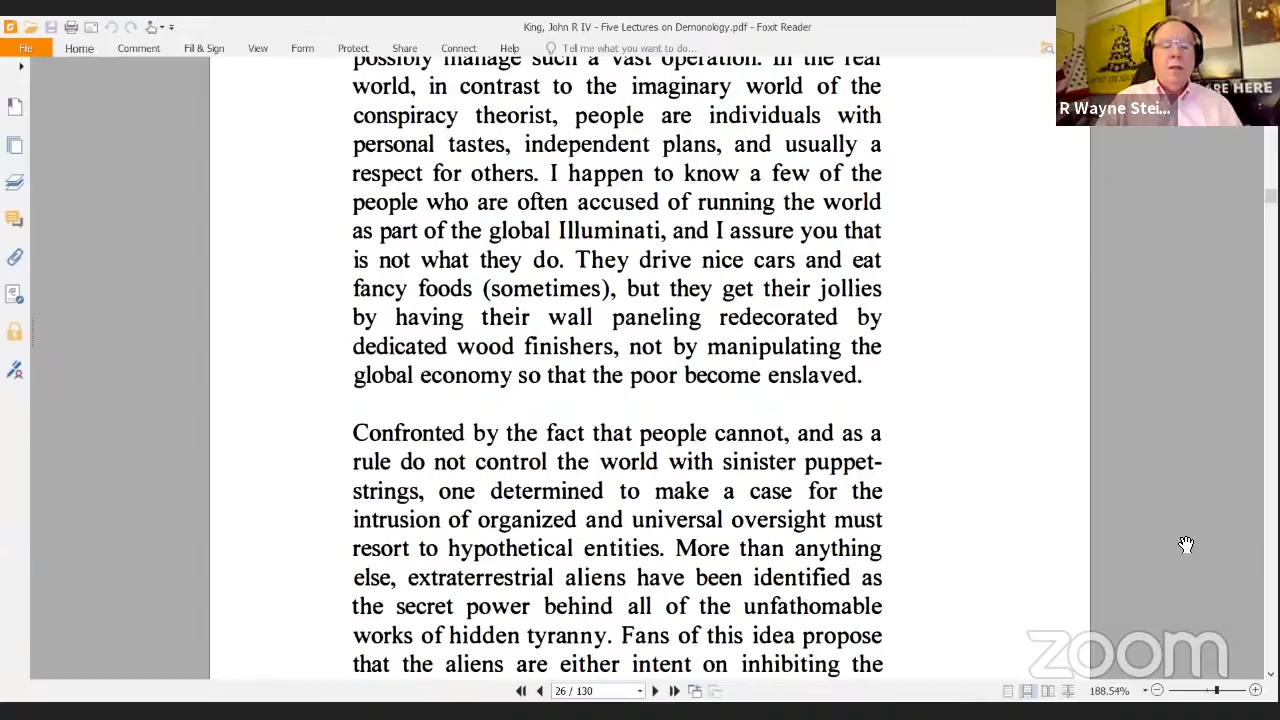 King, John R IV - Five Lectures on Demonology.pdf - Foxit Reader
File Home Comment Fill & Sign View Form Protect Share Connect Help Tell me what you want to do...
ARE HERE
R Wayne Stei...
possibly manage such a vast operation. In the real
world, in contrast to the imaginary world of the
conspiracy theorist, people are individuals with
personal tastes, independent plans, and usually a
respect for others. I happen to know a few of the
people who are often accused of running the world
as part of the global Illuminati, and I assure you that
is not what they do. They drive nice cars and eat
fancy foods (sometimes), but they get their jollies
by having their wall paneling redecorated by
dedicated wood finishers, not by manipulating the
global economy so that the poor become enslaved.
Confronted by the fact that people cannot, and as a
rule do not control the world with sinister puppet-
strings, one determined to make a case for the
intrusion of organized and universal oversight must
resort to hypothetical entities. More than anything
else, extraterrestrial aliens have been identified as
the secret power behind all of the unfathomable
works of hidden tyranny. Fans of this idea propose
that the aliens are either intent on inhibiting the
zoom
26 / 130
188.54%